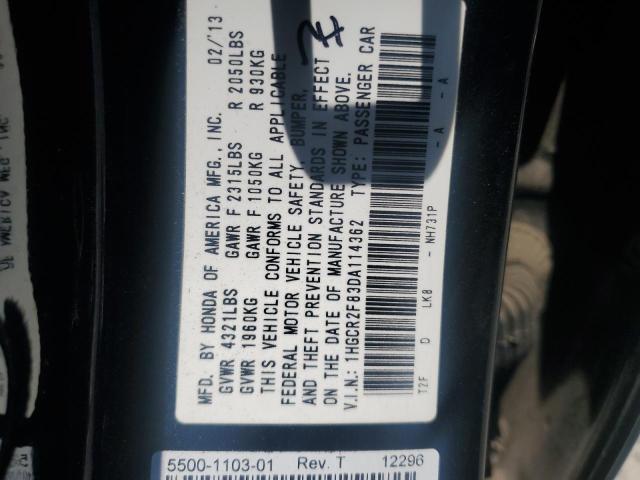 MFD. BY HONDA OF AMERICA MFG., INC. 02/'13
GVWR 4321LBS GAWR F 2315LBS R 2050LBS
GVWR 1960KG GAWR F 1050KG R 930KG
THIS VEHICLE CONFORMS TO ALL APPLICABLE
FEDERAL MOTOR VEHICLE SAFETY, BUMPER,
AND THEFT PREVENTION STANDARDS IN EFFECT
ON THE DATE OF MANUFACTURE SHOWN ABOVE.
V.I.N.: 1HGCR2F83DA114362 TYPE: PASSENGER CAR
T2F D LK8 NH731P -A - -A
5500-1103-01 Rev. T 12296